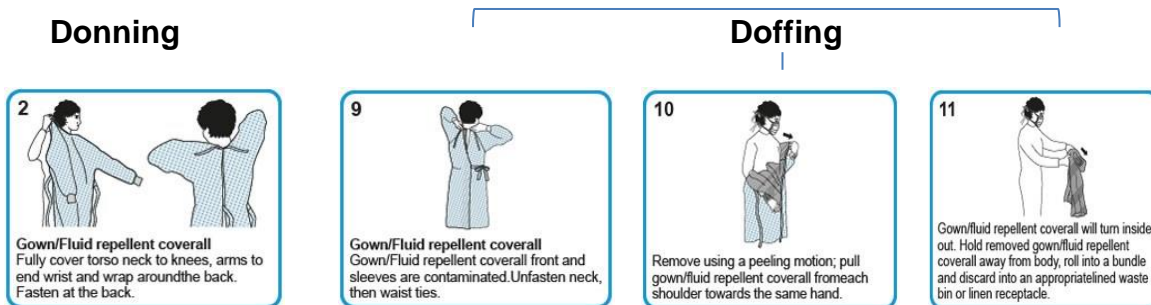 Donning
Doffing
2
Gown/Fluid repellent coverall
Fully cover torso neck to knees, arms to
end wrist and wrap aroundthe back.
Fasten at the back.
9
Gown/Fluid repellent coverall
Gown/Fluid repellent coverall front and
sleeves are contaminated.Unfasten neck,
then waist ties.
10
Remove using a peeling motion; pull
gown/fluid repellent coverall fromeach
shoulder towards the same hand.
11
Gown/fluid repellent coverall will turn inside
out. Hold removed gown/fluid repellent
coverall away from body, roll into a bundle
and discard into an appropriatelined waste
bin or linen receptacle.